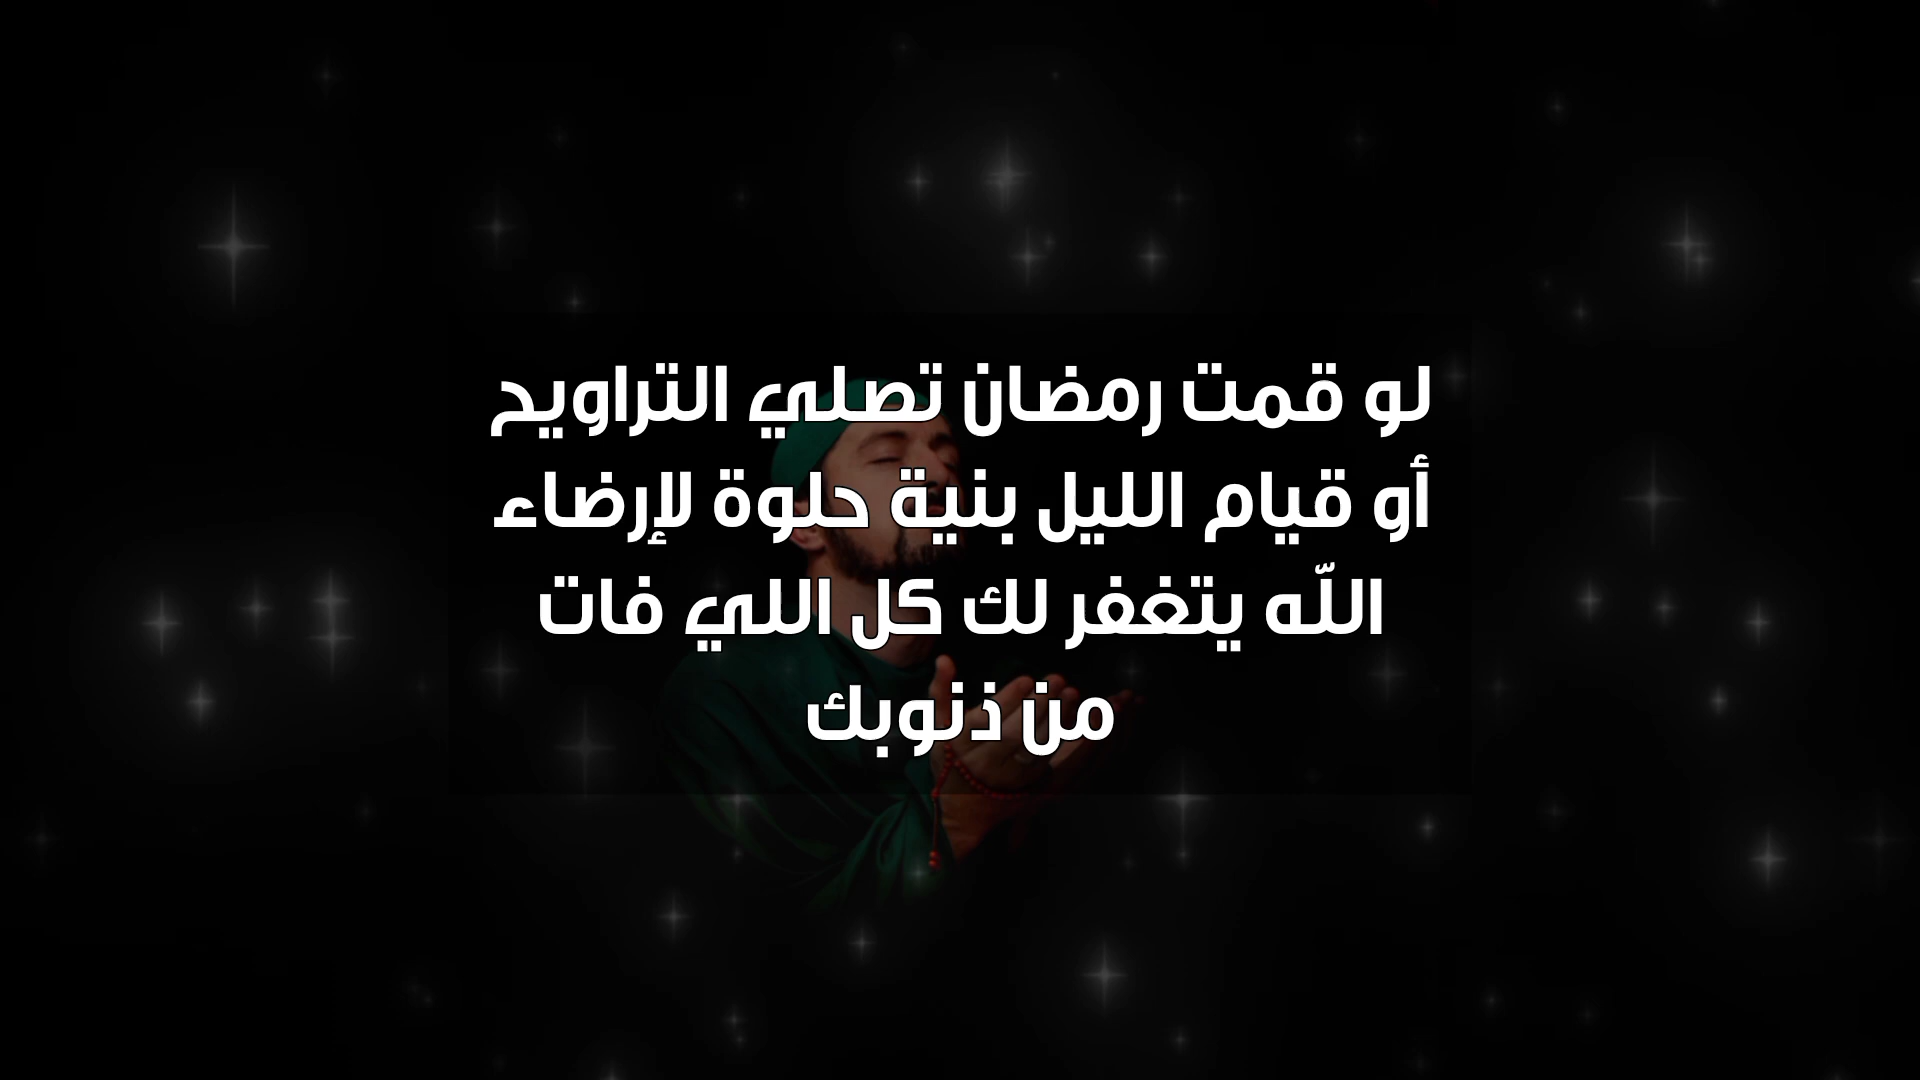 لو قمت رمضان تصلي التراويح
أو قيام الليل بنية حلوة لإرضاء
اللّه يتغفر لك كل اللي فات
من ذنوبك